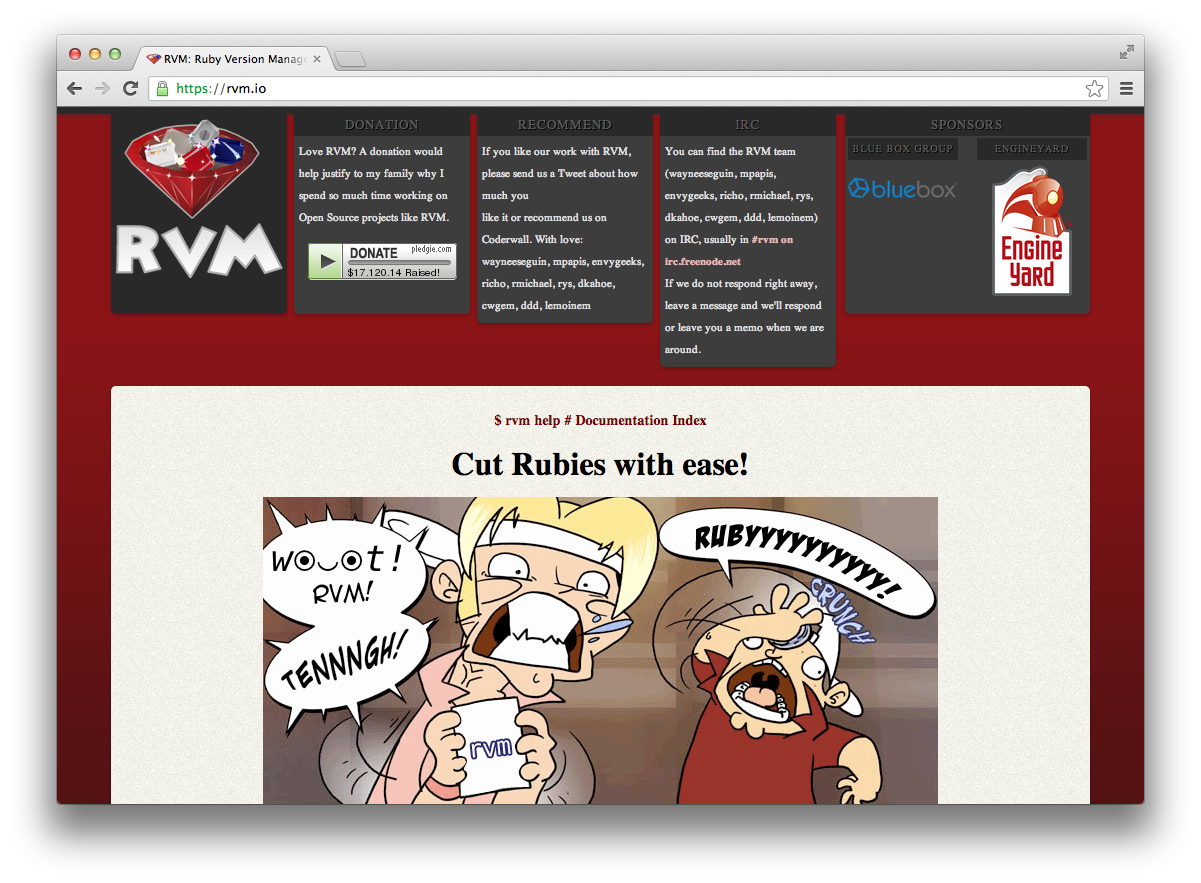 RVM: Ruby Version Manag
https://rvm.io
RVM
DONATION
Love RVM? A donation would
help justify to my family why I
spend so much time working on
Open Source projects like RVM.
DONATE
pledgie.com
$17,120.14 Raised!
RECOMMEND
If you like our work with RVM,
please send us a Tweet about how
much you
like it or recommend us on
Coderwall. With love:
wayneeseguin, mpapis, envygeeks,
richo, rmichael, rys, dkahoe,
cwgem, ddd, lemoinem
IRC
You can find the RVM team
(wayneeseguin, mpapis,
envygeeks, richo, rmichael, rys,
dkahoe, cwgem, ddd, lemoinem)
on IRC, usually in #rvm on
irc.freenode.net
If we do not respond right away,
leave a message and we'll respond
or leave you a memo when we are
around.
SPONSORS
BLUE BOX GROUP
bluebox
ENGINEYARD
Engine
Yard
$ rvm help # Documentation Index
Cut Rubies with ease!
w⊙‿⊙t!
RVM!
TENNNGH!
RUBYYYYYYYYYY!
CRUNCH
rvm